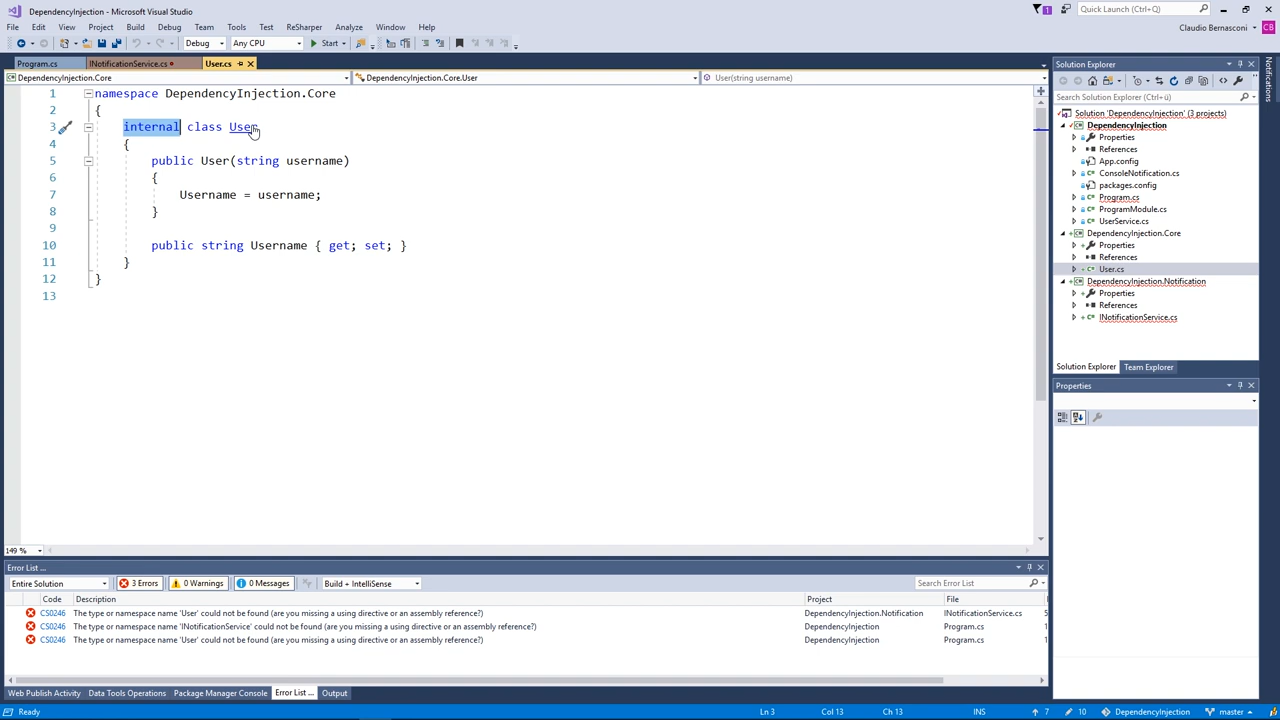 DependencyInjection - Microsoft Visual Studio
1
Quick Launch (Ctrl+Q)
File Edit View Project Build Debug Team Tools Test ReSharper Analyze Window Help
Claudio Bernasconi CB
Debug Any CPU Start
Program.cs INotificationService.cs User.cs
DependencyInjection.Core DependencyInjection.Core.User User(string username)
1 namespace DependencyInjection.Core
2 {
3 internal class User
4 {
5 public User(string username)
6 {
7 Username = username;
8 }
9
10 public string Username { get; set; }
11 }
12 }
13
149 %
Solution Explorer
Search Solution Explorer (Ctrl+ü)
Solution 'DependencyInjection' (3 projects)
DependencyInjection
Properties
References
App.config
ConsoleNotification.cs
packages.config
Program.cs
ProgramModule.cs
UserService.cs
DependencyInjection.Core
Properties
References
User.cs
DependencyInjection.Notification
Properties
References
INotificationService.cs
Solution Explorer Team Explorer
Properties
Notifications
Error List ...
Entire Solution 3 Errors 0 Warnings 0 Messages Build + IntelliSense Search Error List
Code Description Project File
CS0246 The type or namespace name 'User' could not be found (are you missing a using directive or an assembly reference?) DependencyInjection.Notification INotificationService.cs 5
CS0246 The type or namespace name 'INotificationService' could not be found (are you missing a using directive or an assembly reference?) DependencyInjection Program.cs 1
CS0246 The type or namespace name 'User' could not be found (are you missing a using directive or an assembly reference?) DependencyInjection Program.cs 1
Web Publish Activity Data Tools Operations Package Manager Console Error List ... Output
Ready Ln 3 Col 13 Ch 13 INS 7 10 DependencyInjection master